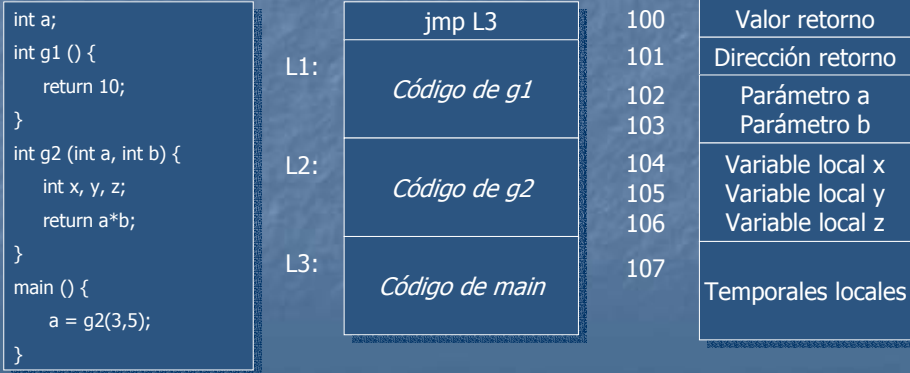 int a;
int g1 () {
return 10;
}
int g2 (int a, int b) {
int x, y, z;
return a*b;
}
main () {
a = g2(3,5);
}
jmp L3
L1:
Código de g1
L2:
Código de g2
L3:
Código de main
100 Valor retorno
101 Dirección retorno
102 Parámetro a
103 Parámetro b
104 Variable local x
105 Variable local y
106 Variable local z
107 Temporales locales